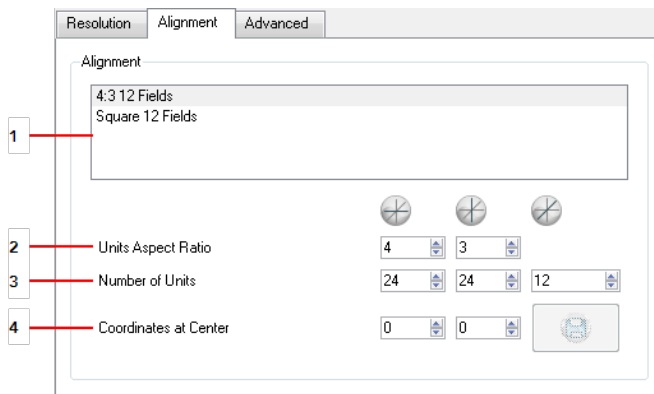 Resolution Alignment Advanced
Alignment
4:3 12 Fields
Square 12 Fields
1
2 Units Aspect Ratio 4 3
3 Number of Units 24 24 12
4 Coordinates at Center 0 0